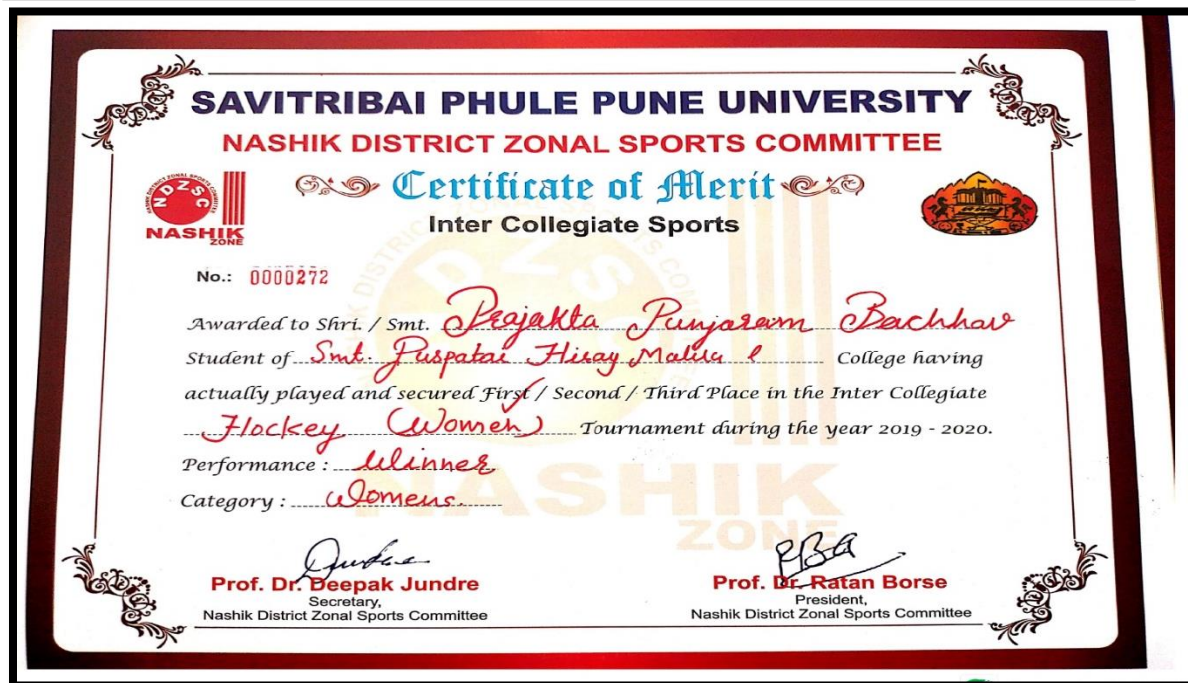 SAVITRIBAI PHULE PUNE UNIVERSITY
NASHIK DISTRICT ZONAL SPORTS COMMITTEE
Certificate of Merit
NDZSC
NASHIK
ZONE
Inter Collegiate Sports
No.: 0000272
Awarded to Shri. / Smt. Prajakta Punjaram Bachhav
Student of Smt. Puspatai Hiray Mahila College having
actually played and secured First / Second / Third Place in the Inter Collegiate
Hockey (Women) Tournament during the year 2019 - 2020.
Performance : Winner
Category : Womens.
NASHIK
ZONE
Prof. Dr. Deepak Jundre
Secretary,
Nashik District Zonal Sports Committee
Prof. Dr. Ratan Borse
President,
Nashik District Zonal Sports Committee